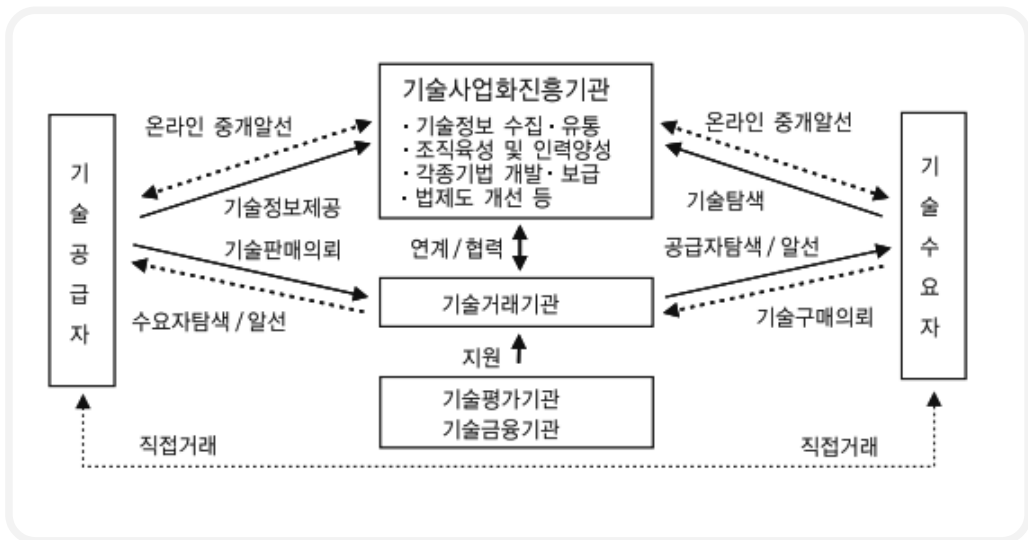 기술사업화진흥기관
· 기술정보 수집 · 유통
· 조직육성 및 인력양성
· 각종기법 개발 · 보급
· 법제도 개선 등
온라인 중개알선
온라인 중개알선
기술공급자
기술수요자
기술정보제공
기술탐색
기술판매의뢰
연계 / 협력
공급자탐색 / 알선
기술거래기관
수요자탐색 / 알선
기술구매의뢰
지원
기술평가기관
기술금융기관
직접거래
직접거래